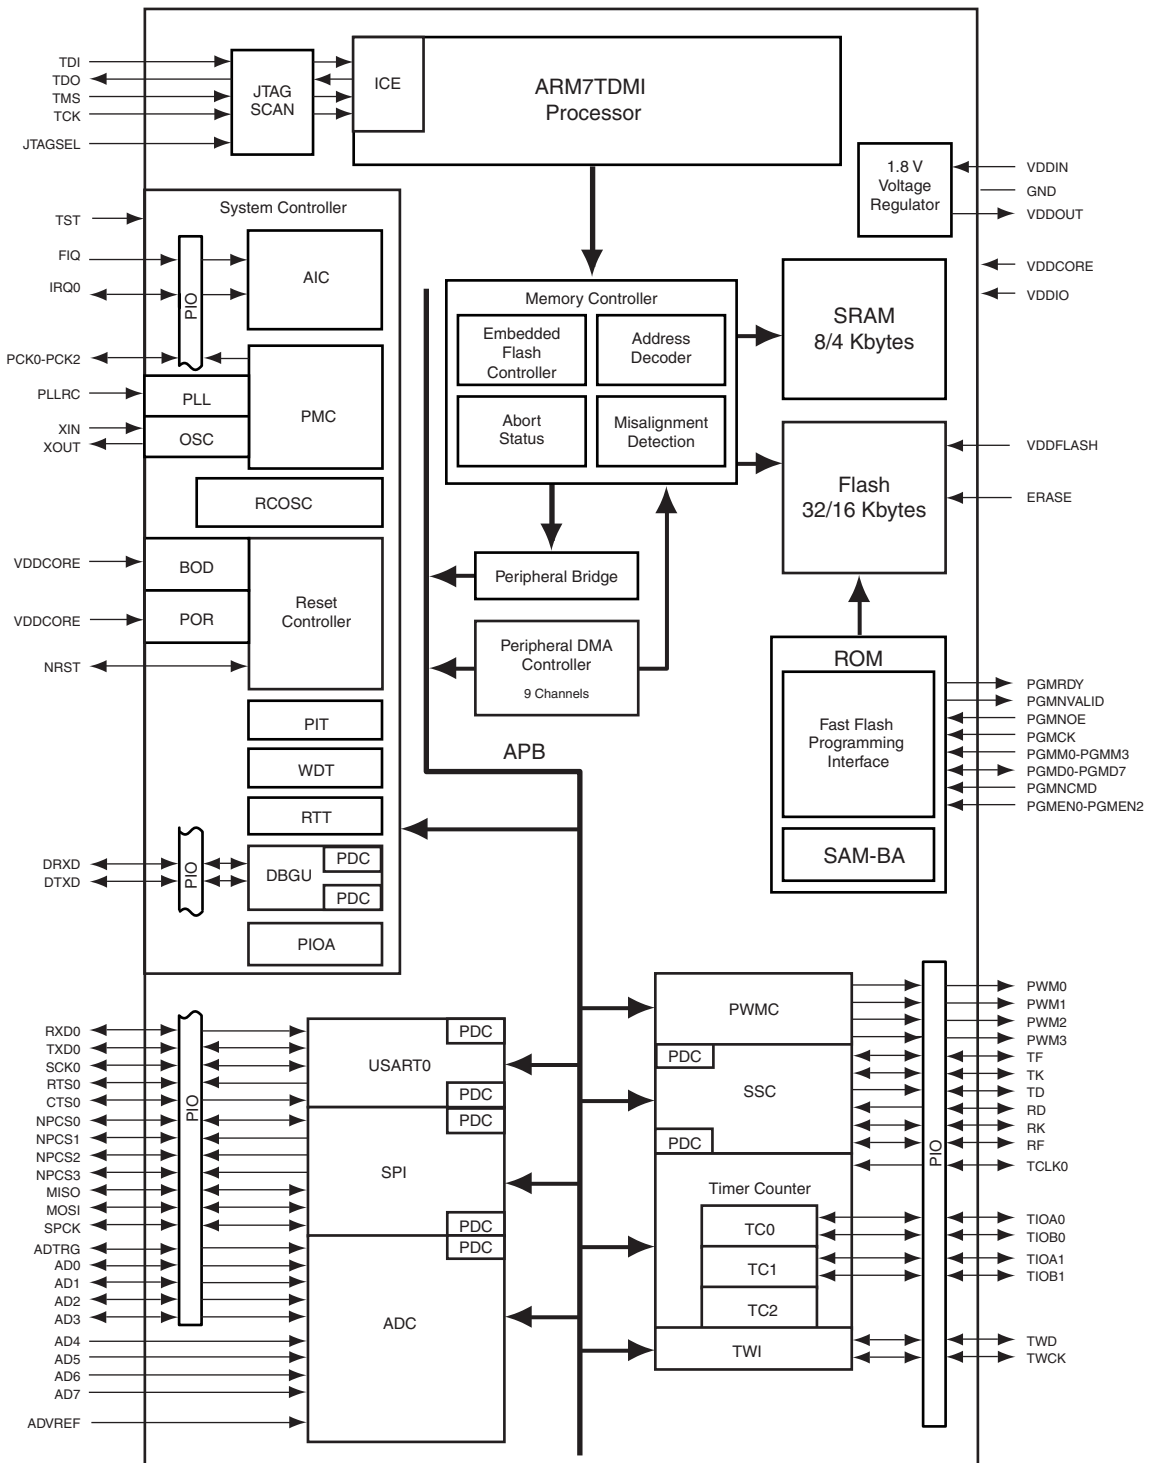 TDI
TDO
TMS
TCK
JTAGSEL
JTAG
SCAN
ICE
ARM7TDMI
Processor
1.8 V
Voltage
Regulator
VDDIN
GND
VDDOUT
VDDCORE
VDDIO
System Controller
TST
FIQ
IRQ0
PIO
AIC
PCK0-PCK2
PLLRC
PLL
XIN
XOUT
OSC
PMC
RCOSC
VDDCORE
BOD
VDDCORE
POR
Reset
Controller
NRST
PIT
WDT
RTT
DRXD
DTXD
PIO
DBGU
PDC
PDC
PIOA
Memory Controller
Embedded
Flash
Controller
Address
Decoder
Abort
Status
Misalignment
Detection
Peripheral Bridge
Peripheral DMA
Controller
9 Channels
APB
SRAM
8/4 Kbytes
Flash
32/16 Kbytes
VDDFLASH
ERASE
ROM
Fast Flash
Programming
Interface
SAM-BA
PGMRDY
PGMNVALID
PGMNOE
PGMCK
PGMM0-PGMM3
PGMD0-PGMD7
PGMNCMD
PGMEN0-PGMEN2
RXD0
TXD0
SCK0
RTS0
CTS0
NPCS0
NPCS1
NPCS2
NPCS3
MISO
MOSI
SPCK
ADTRG
AD0
AD1
AD2
AD3
AD4
AD5
AD6
AD7
ADVREF
PIO
PDC
USART0
PDC
PDC
SPI
PDC
PDC
ADC
PWMC
PDC
SSC
PDC
Timer Counter
TC0
TC1
TC2
TWI
PIO
PWM0
PWM1
PWM2
PWM3
TF
TK
TD
RD
RK
RF
TCLK0
TIOA0
TIOB0
TIOA1
TIOB1
TWD
TWCK